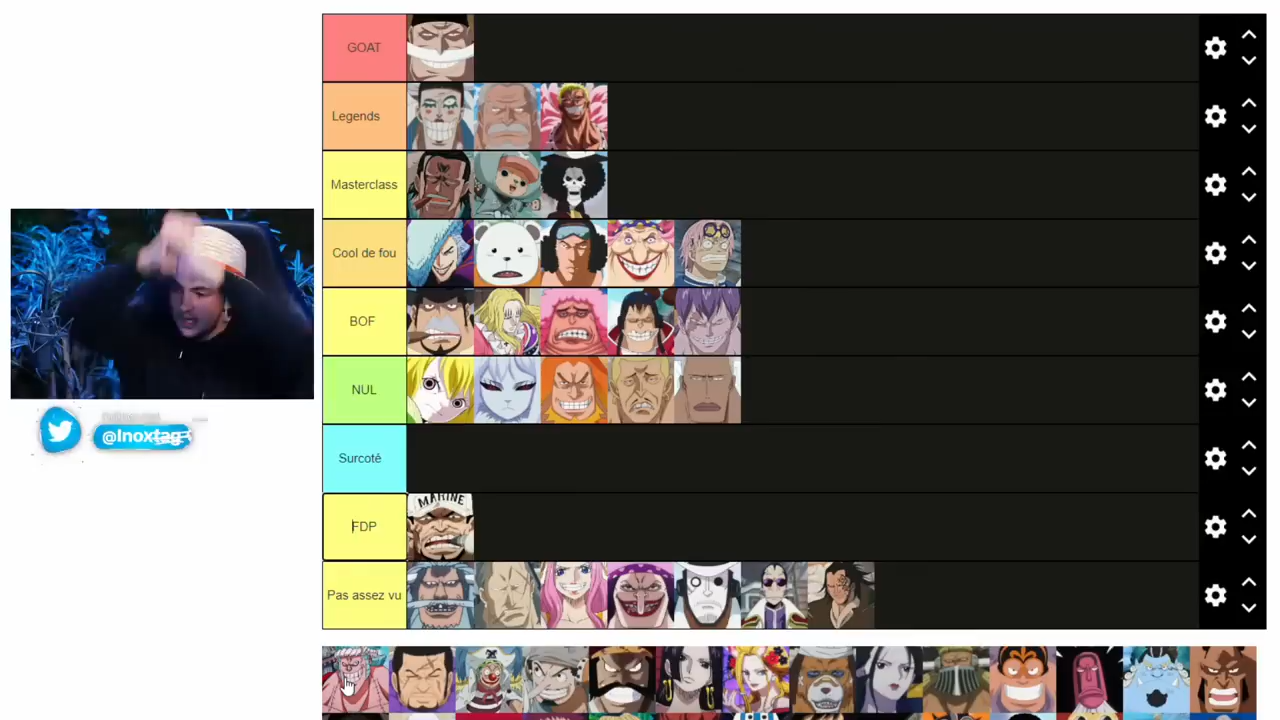 GOAT
Legends
Masterclass
Cool de fou
BOF
NUL
Surcoté
FDP
MARINE
Pas assez vu
@Inoxtag